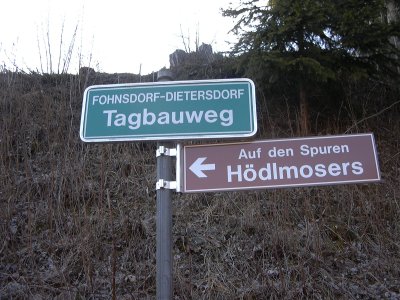 FOHNSDORF-DIETERSDORF
Tagbauweg
Auf den Spuren
Hödlmosers